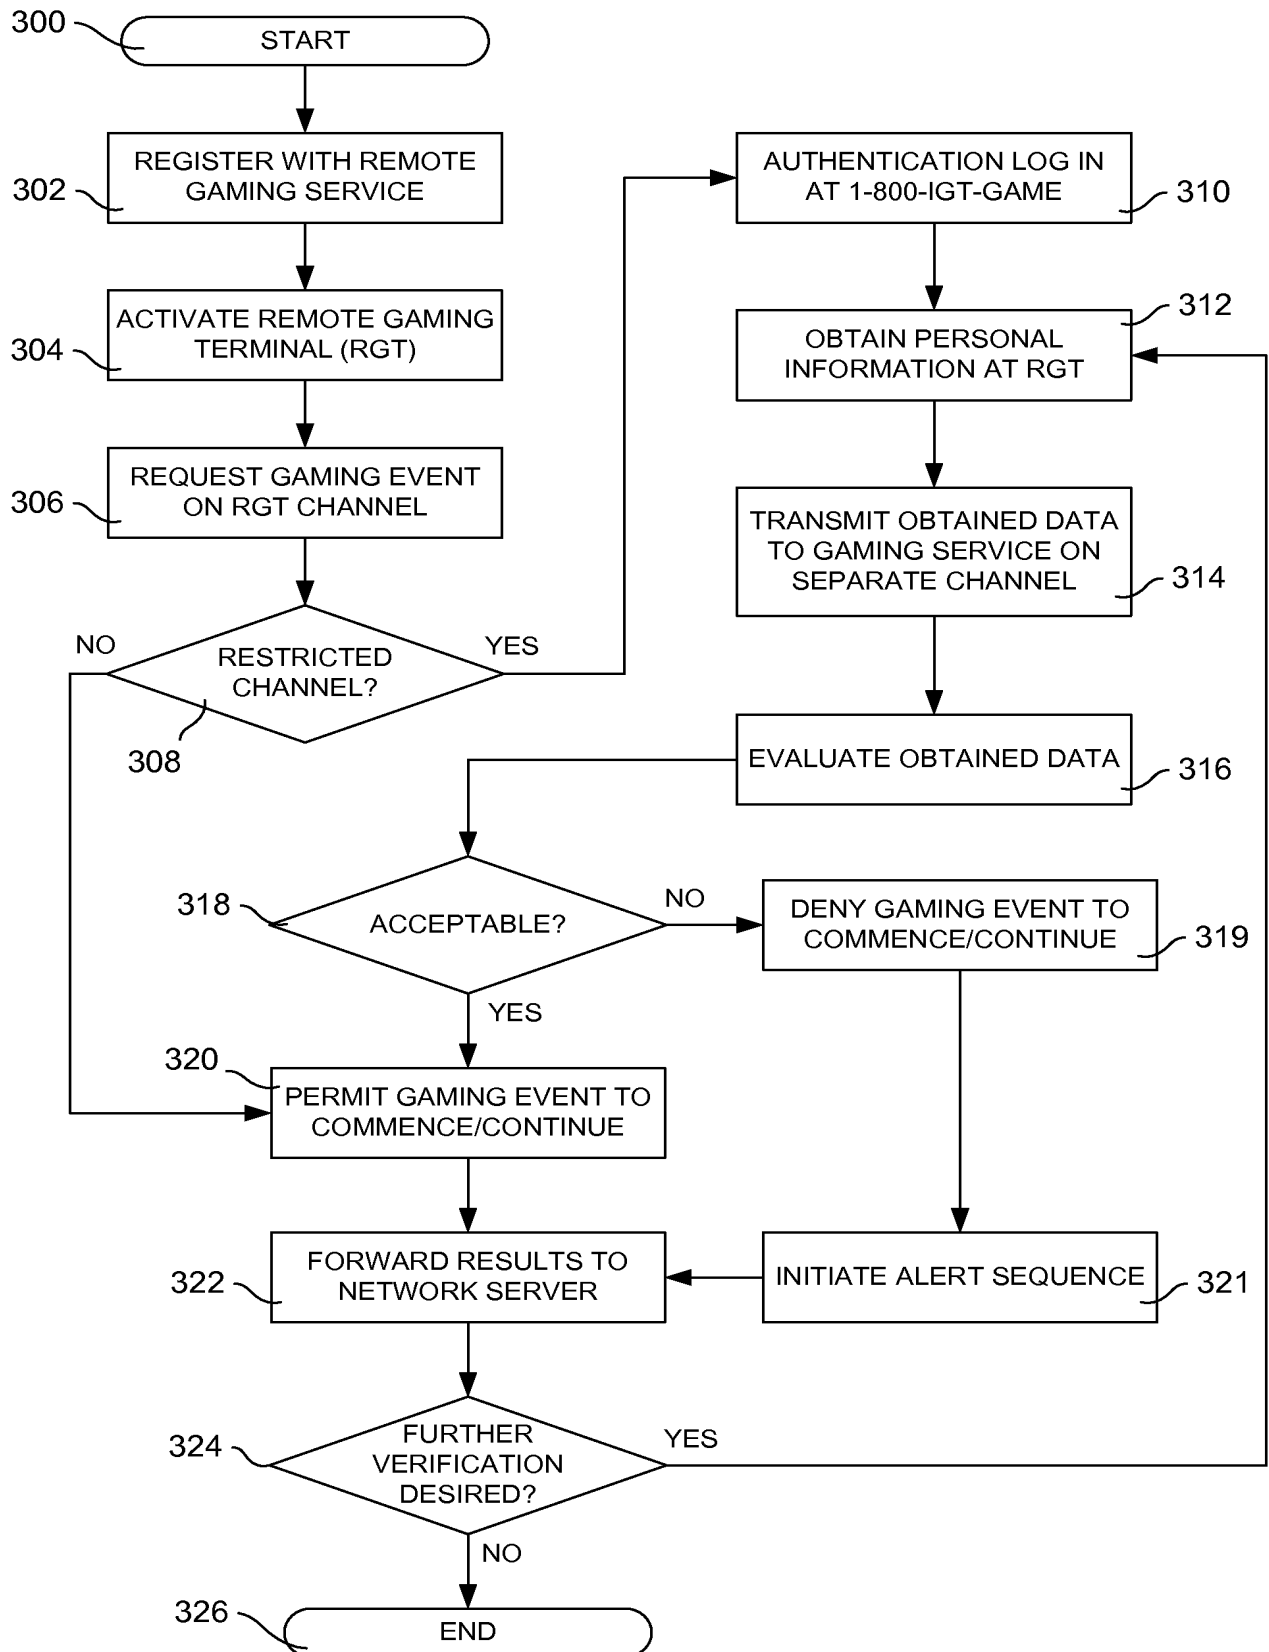 300
START
302
REGISTER WITH REMOTE
GAMING SERVICE
304
ACTIVATE REMOTE GAMING
TERMINAL (RGT)
306
REQUEST GAMING EVENT
ON RGT CHANNEL
NO
YES
RESTRICTED
CHANNEL?
308
AUTHENTICATION LOG IN
AT 1-800-IGT-GAME
310
312
OBTAIN PERSONAL
INFORMATION AT RGT
TRANSMIT OBTAINED DATA
TO GAMING SERVICE ON
SEPARATE CHANNEL
314
EVALUATE OBTAINED DATA
316
318
ACCEPTABLE?
NO
YES
DENY GAMING EVENT TO
COMMENCE/CONTINUE
319
320
PERMIT GAMING EVENT TO
COMMENCE/CONTINUE
322
FORWARD RESULTS TO
NETWORK SERVER
INITIATE ALERT SEQUENCE
321
324
FURTHER
VERIFICATION
DESIRED?
YES
NO
326
END